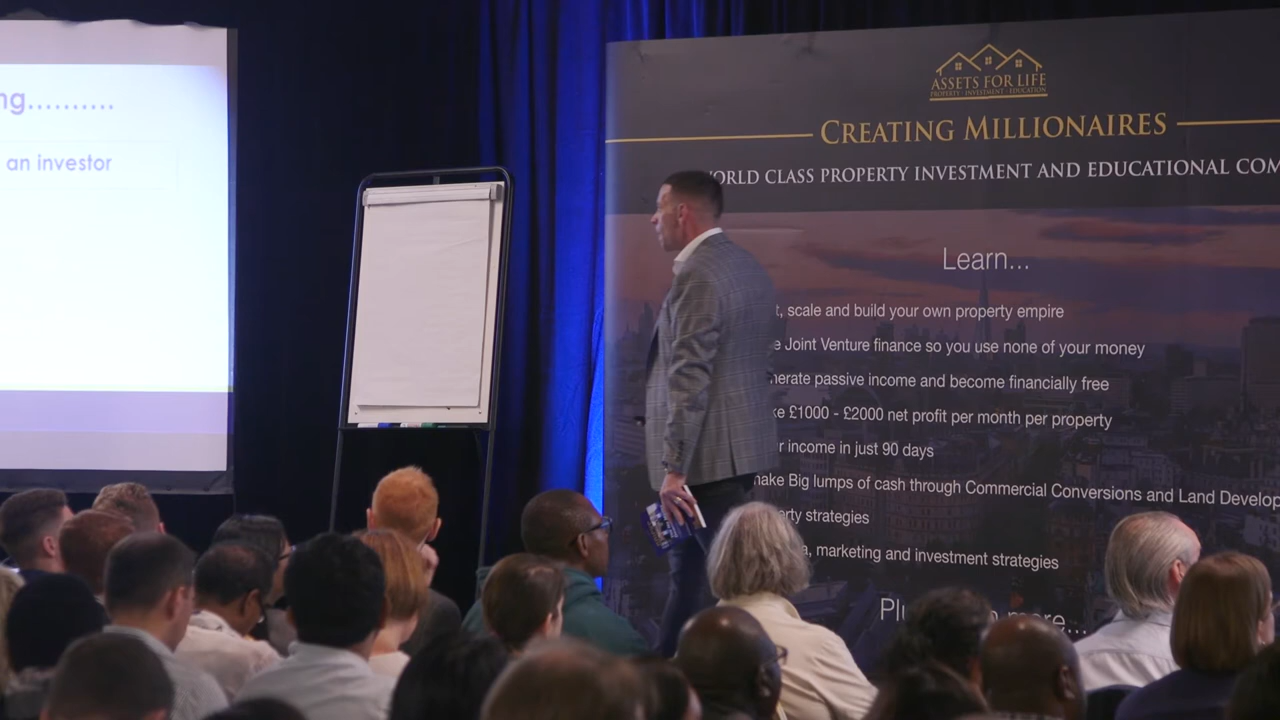 ng..........
an investor
ASSETS FOR LIFE
PROPERTY · INVESTMENT · EDUCATION
CREATING MILLIONAIRES
ORLD CLASS PROPERTY INVESTMENT AND EDUCATIONAL COM
Learn...
t, scale and build your own property empire
e Joint Venture finance so you use none of your money
nerate passive income and become financially free
ke £1000 - £2000 net profit per month per property
r income in just 90 days
make Big lumps of cash through Commercial Conversions and Land Develop
rty strategies
a, marketing and investment strategies
more...